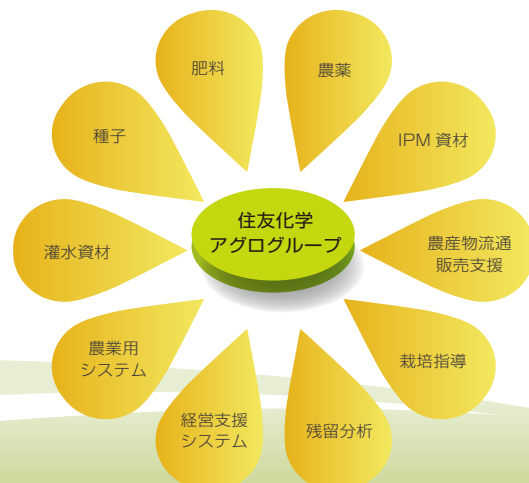 肥料
農薬
種子
IPM 資材
住友化学
アグログループ
灌水資材
農産物流通
販売支援
農業用
システム
栽培指導
経営支援
システム
残留分析